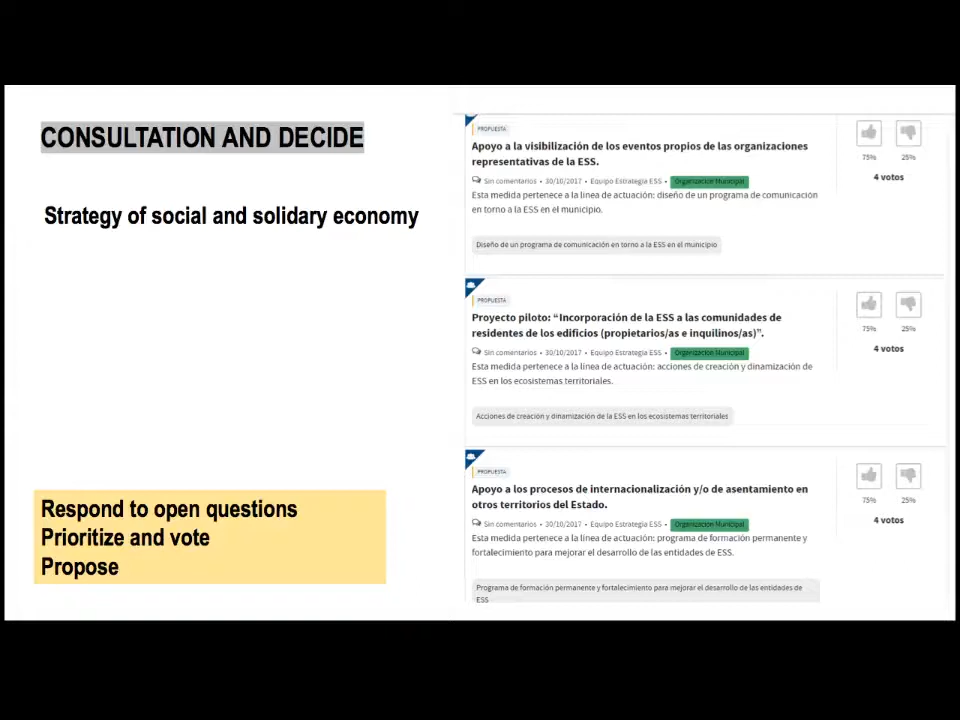 CONSULTATION AND DECIDE
Strategy of social and solidary economy
Respond to open questions
Prioritize and vote
Propose
PROPUESTA
Apoyo a la visibilización de los eventos propios de las organizaciones
representativas de la ESS.
Sin comentarios • 30/10/2017 • Equipo Estrategia ESS • Organización Municipal
Esta medida pertenece a la línea de actuación: diseño de un programa de comunicación
en torno a la ESS en el municipio.
Diseño de un programa de comunicación en torno a la ESS en el municipio
75% 25%
4 votos
PROPUESTA
Proyecto piloto: “Incorporación de la ESS a las comunidades de
residentes de los edificios (propietarios/as e inquilinos/as)”.
Sin comentarios • 30/10/2017 • Equipo Estrategia ESS • Organización Municipal
Esta medida pertenece a la línea de actuación: acciones de creación y dinamización de
ESS en los ecosistemas territoriales.
Acciones de creación y dinamización de la ESS en los ecosistemas territoriales
75% 25%
4 votos
PROPUESTA
Apoyo a los procesos de internacionalización y/o de asentamiento en
otros territorios del Estado.
Sin comentarios • 30/10/2017 • Equipo Estrategia ESS • Organización Municipal
Esta medida pertenece a la línea de actuación: programa de formación permanente y
fortalecimiento para mejorar el desarrollo de las entidades de ESS.
Programa de formación permanente y fortalecimiento para mejorar el desarrollo de las entidades de
ESS
75% 25%
4 votos